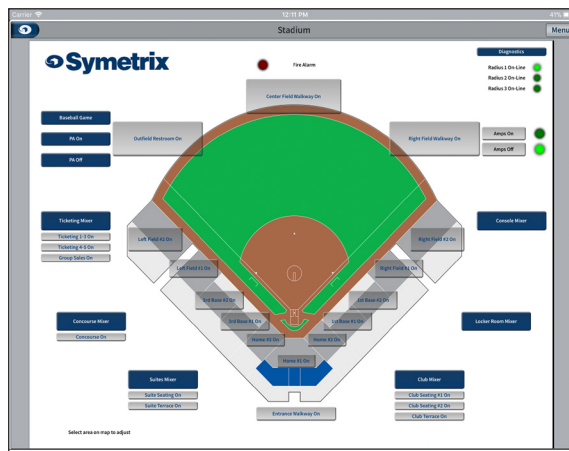 Carrier
12:11 PM
41%
Stadium
Menu
Symetrix
Fire Alarm
Diagnostics
Radius 1 On-Line
Radius 2 On-Line
Radius 3 On-Line
Center Field Walkway On
Baseball Game
PA On
PA Off
Outfield Restroom On
Right Field Walkway On
Amps On
Amps Off
Ticketing Mixer
Ticketing 1-3 On
Ticketing 4-5 On
Group Sales On
Left Field #2 On
Right Field #2 On
Console Mixer
Left Field #1 On
Right Field #1 On
3rd Base #2 On
1st Base #2 On
Concourse Mixer
Concourse On
3rd Base #1 On
1st Base #1 On
Locker Room Mixer
Home #3 On
Home #2 On
Home #1 On
Suites Mixer
Suite Seating On
Suite Terrace On
Club Mixer
Club Seating #1 On
Club Seating #2 On
Club Terrace On
Entrance Walkway On
Select area on map to adjust